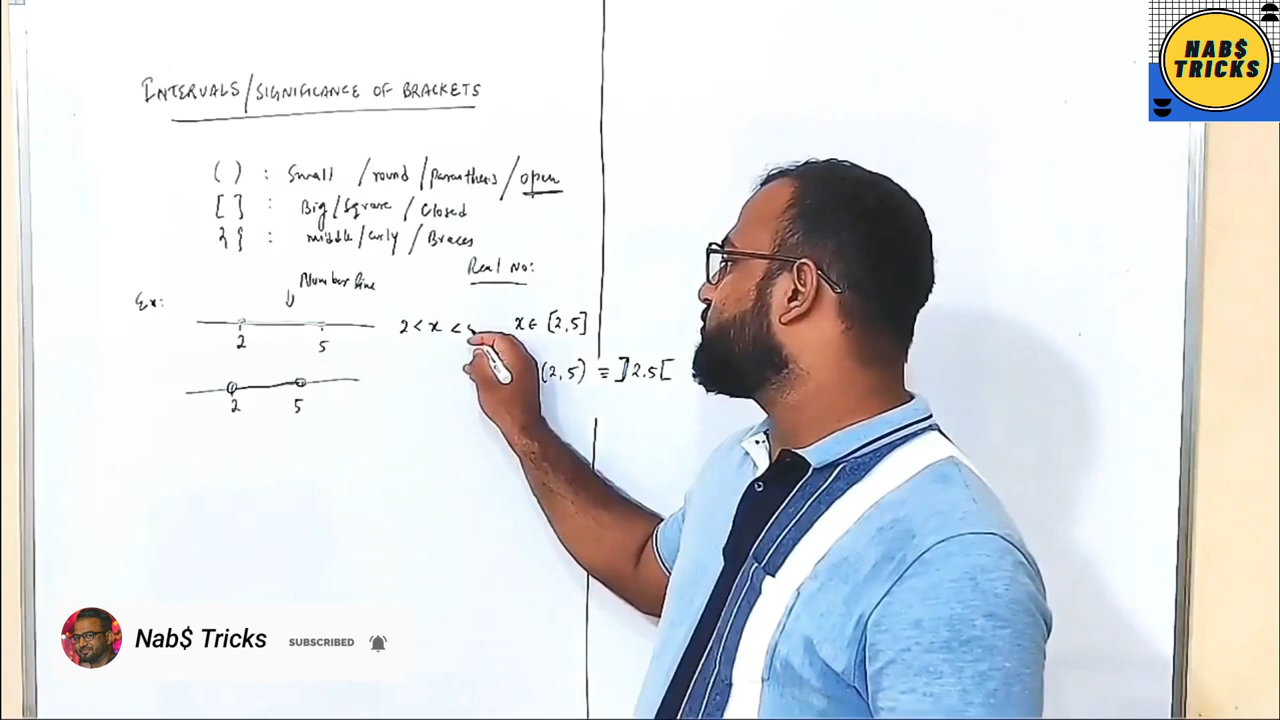 NAB$
TRICKS
INTERVALS/SIGNIFICANCE OF BRACKETS
( ) : Small / round / paranthesis / open
[ ] : Big / Square / Closed
{ } : middle / curly / Braces
Real No:
Number line
Ex:
2 5
2 < x < 5 x ∈ [2,5]
(2,5) ≡ ]2.5[
2 5
Nab$ Tricks SUBSCRIBED